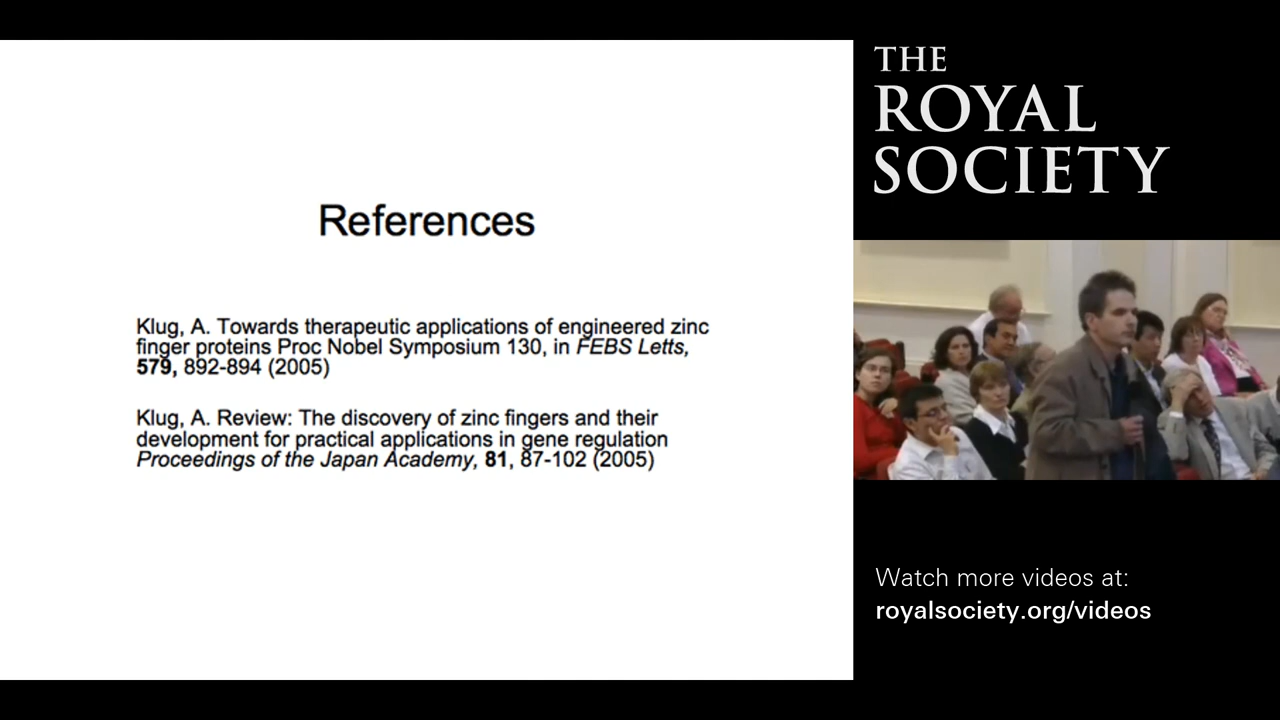 References
Klug, A. Towards therapeutic applications of engineered zinc
finger proteins Proc Nobel Symposium 130, in FEBS Letts,
579, 892-894 (2005)
Klug, A. Review: The discovery of zinc fingers and their
development for practical applications in gene regulation
Proceedings of the Japan Academy, 81, 87-102 (2005)
THE
ROYAL
SOCIETY
Watch more videos at:
royalsociety.org/videos